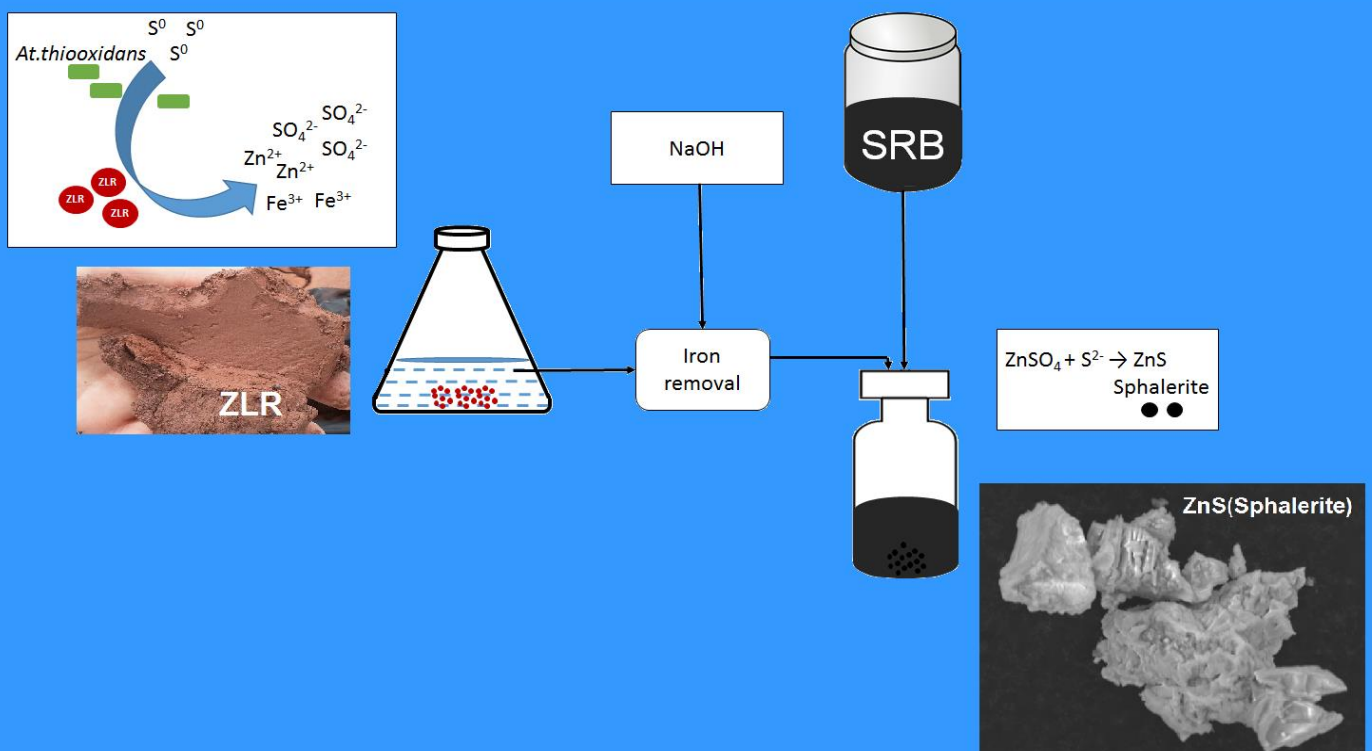 S⁰ S⁰
At.thiooxidans S⁰
SO₄²⁻ SO₄²⁻
Zn²⁺ SO₄²⁻
Zn²⁺
Fe³⁺ Fe³⁺
ZLR
ZLR
ZLR
ZLR
NaOH
Iron
removal
SRB
ZnSO₄ + S²⁻ → ZnS
Sphalerite
ZnS(Sphalerite)